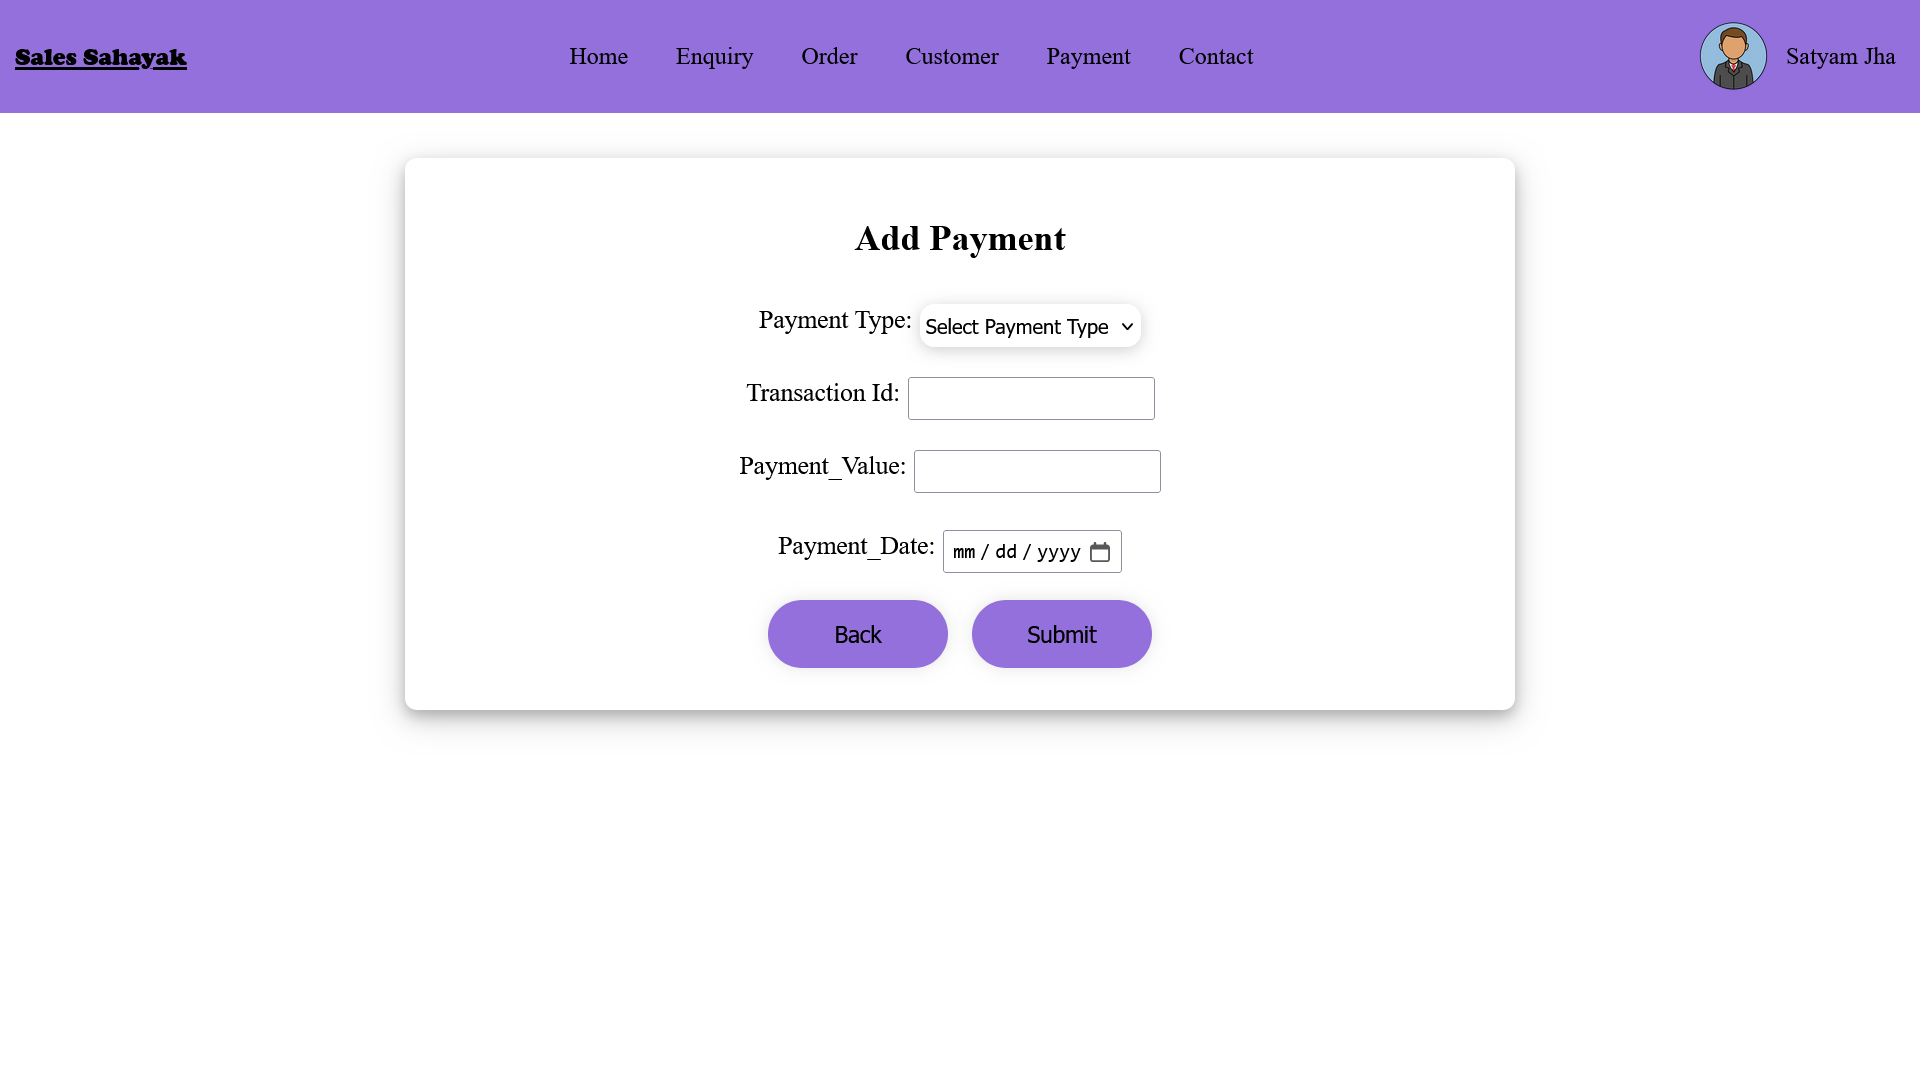 Sales Sahayak Home Enquiry Order Customer Payment Contact Satyam Jha
Add Payment
Payment Type: Select Payment Type
Transaction Id:
Payment_Value:
Payment_Date: mm / dd / yyyy
Back Submit